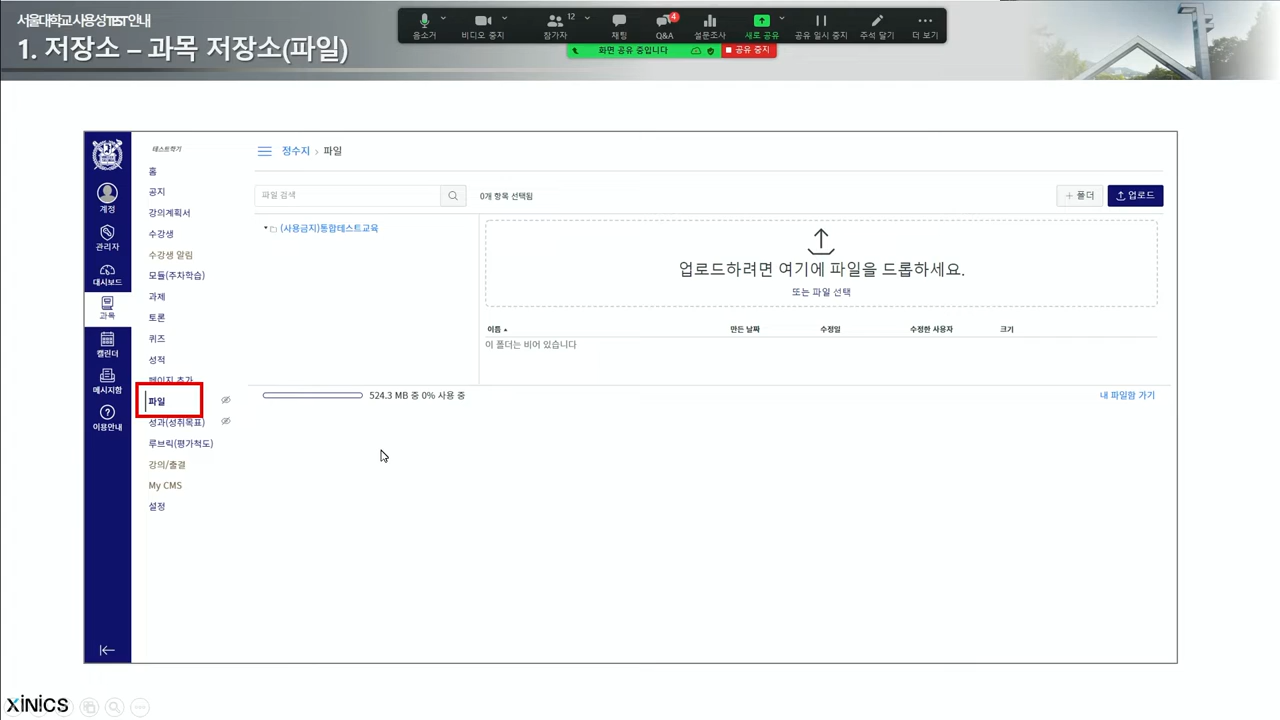 서울대학교 사용성 TEST 안내
1. 저장소 – 과목 저장소(파일)
음소거
비디오 중지
12
참가자
채팅
4
Q&A
설문조사
새로 공유
공유 일시 중지
주석 달기
더 보기
화면 공유 중입니다
공유 중지
계정
관리자
대시보드
과목
캘린더
메시지함
이용안내
테스트학기
홈
공지
강의계획서
수강생
수강생 알림
모듈(주차학습)
과제
토론
퀴즈
성적
페이지 추가
파일
성과(성취목표)
루브릭(평가척도)
강의/출결
My CMS
설정
정수지 › 파일
파일 검색
0개 항목 선택됨
+ 폴더
업로드
(사용금지)통합테스트교육
업로드하려면 여기에 파일을 드롭하세요.
또는 파일 선택
이름 만든 날짜 수정일 수정한 사용자 크기
이 폴더는 비어 있습니다
524.3 MB 중 0% 사용 중
내 파일함 가기
XINICS